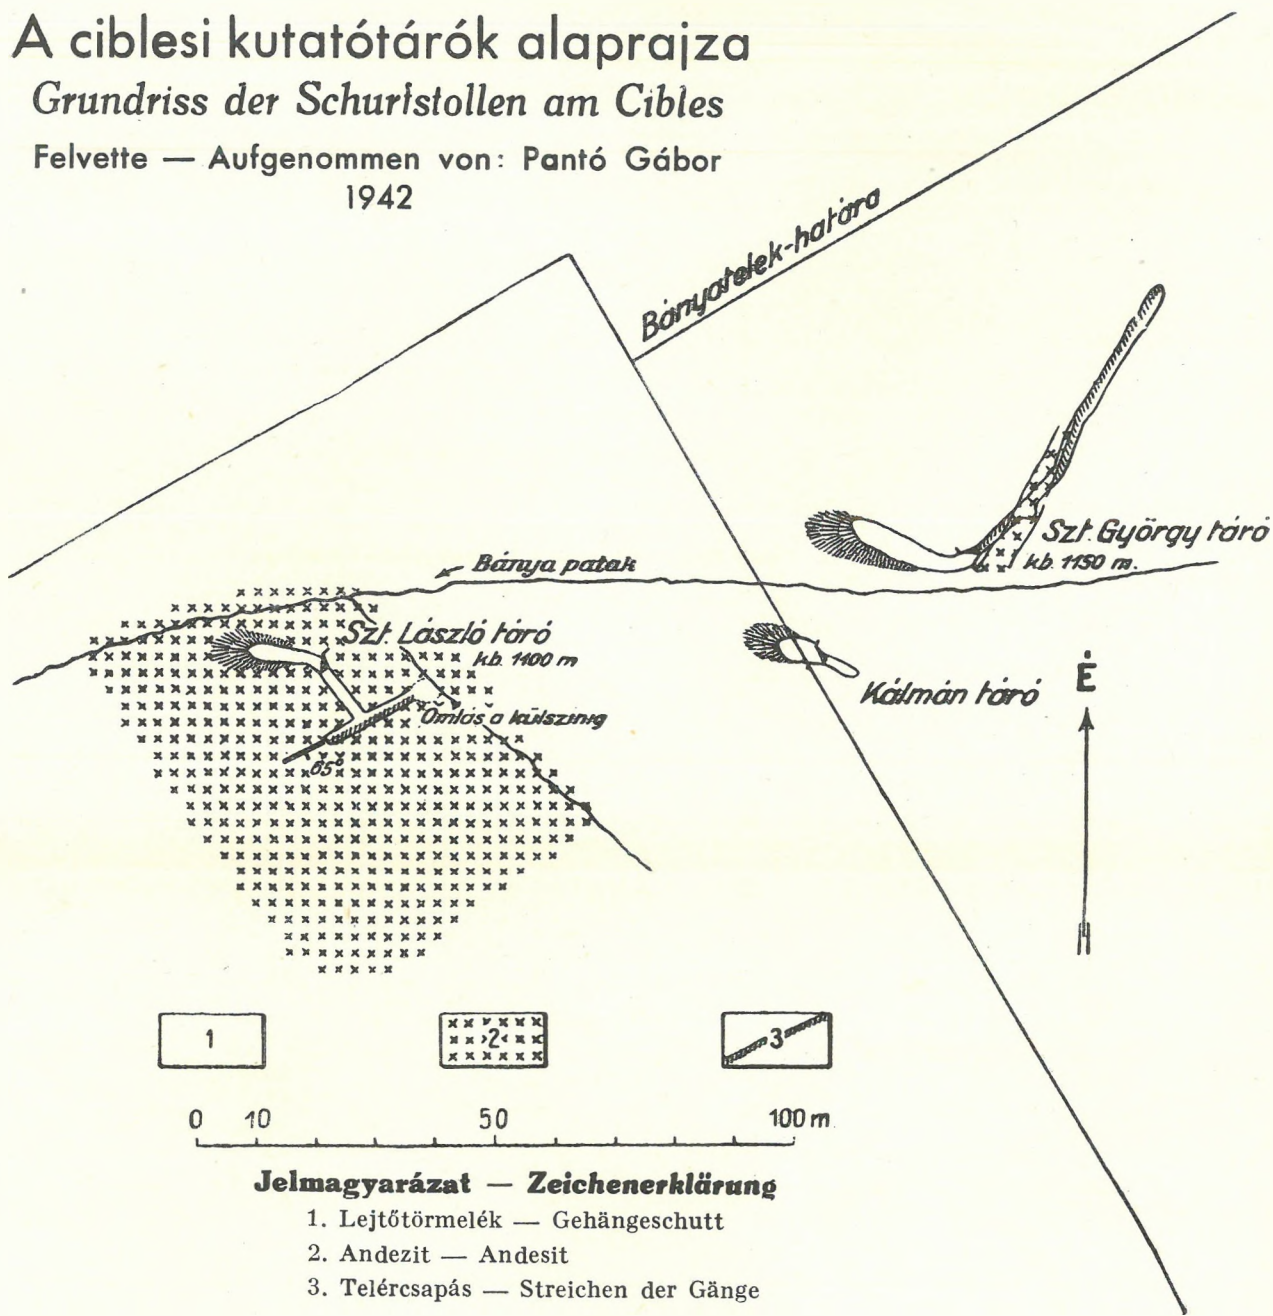 A ciblesi kutatótárók alaprajza
Grundriss der Schurfstollen am Cibles
Felvette — Aufgenommen von: Pantó Gábor
1942
Bányatelek-határa
Szt. György táró
kb. 1150 m.
Bánya patak
Szt. László táró
kb. 1100 m
Kálmán táró
É
Omlás a külszinig
65°
1
2
3
0 10 50 100 m
Jelmagyarázat — Zeichenerklärung
1. Lejtőtörmelék — Gehängeschutt
2. Andezit — Andesit
3. Telércsapás — Streichen der Gänge